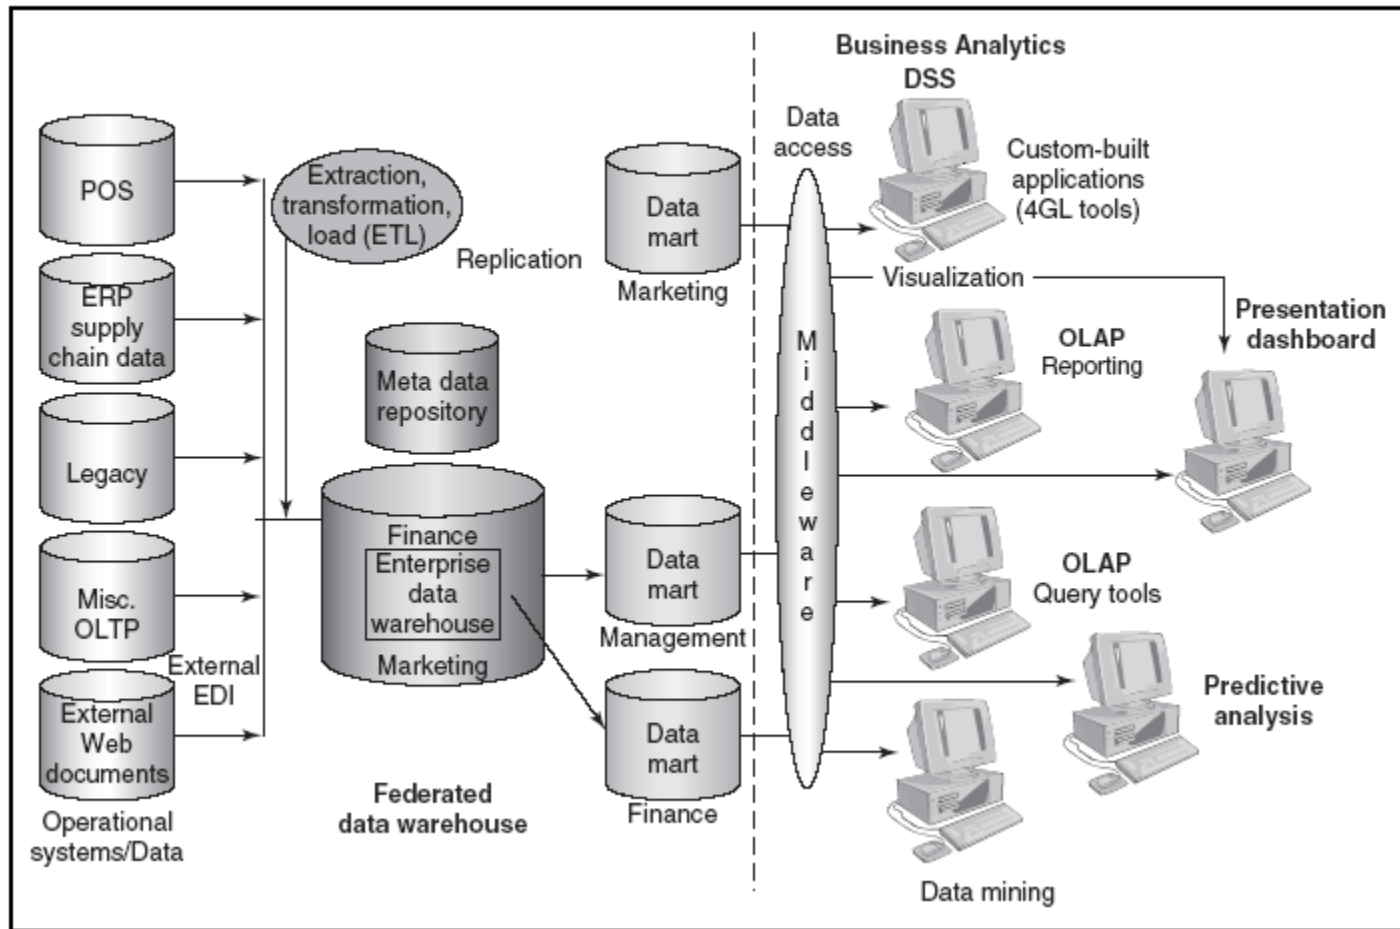 POS
ERP
supply
chain data
Legacy
Misc.
OLTP
External
EDI
External
Web
documents
Operational
systems/Data
Extraction,
transformation,
load (ETL)
Replication
Meta data
repository
Finance
Enterprise
data
warehouse
Marketing
Federated
data warehouse
Data
mart
Marketing
Data
mart
Management
Data
mart
Finance
Data
access
Middleware
Business Analytics
DSS
Custom-built
applications
(4GL tools)
Visualization
OLAP
Reporting
Presentation
dashboard
OLAP
Query tools
Predictive
analysis
Data mining